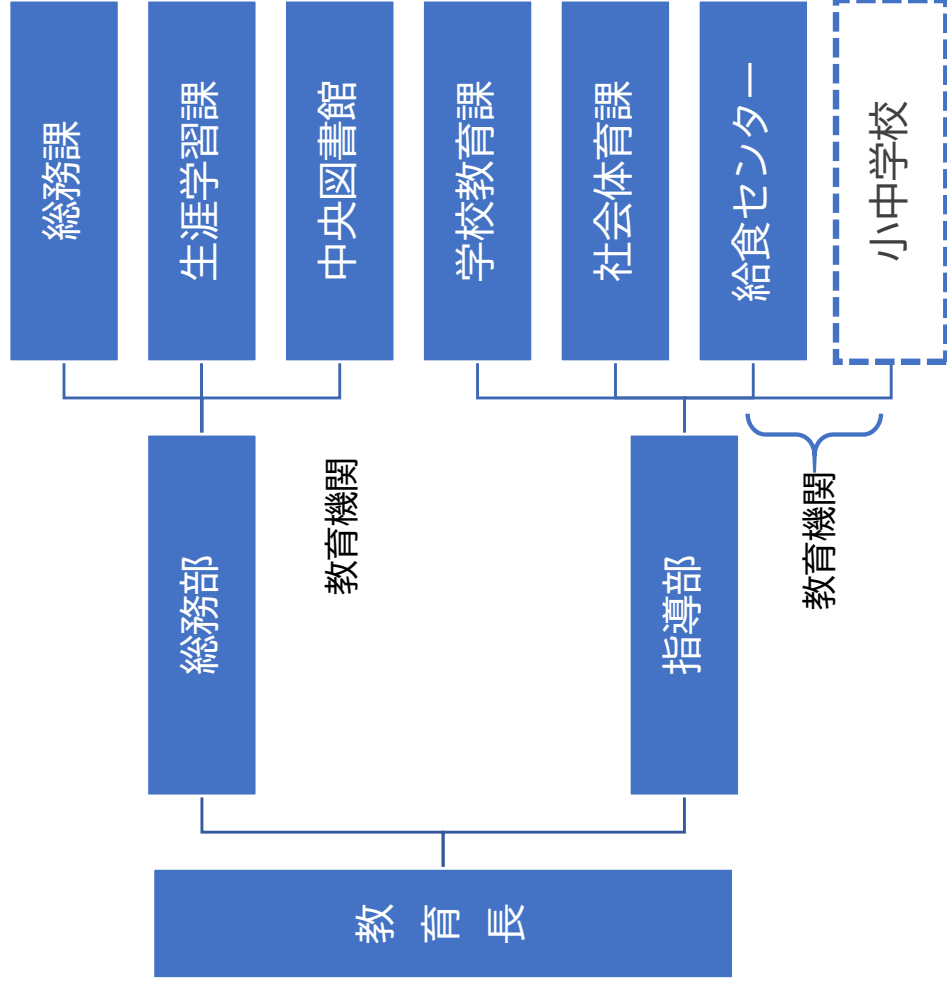 教 育 長
総務部
指導部
教育機関
教育機関
総務課
生涯学習課
中央図書館
学校教育課
社会体育課
給食センター
小中学校